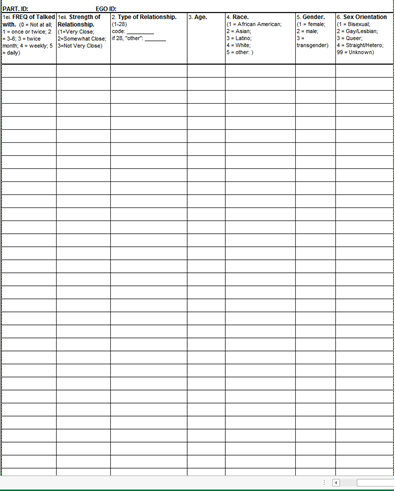 PART. ID: EGO ID:
1ei. FREQ of Talked
with. (0 = Not at all;
1 = once or twice; 2
= 3-6; 3 = twice
month; 4 = weekly; 5
= daily)
1eii. Strength of
Relationship.
(1=Very Close;
2=Somewhat Close;
3=Not Very Close)
2. Type of Relationship.
(1-28)
code: ________
if 28, "other": ______
3. Age.
4. Race.
(1 = African American;
2 = Asian;
3 = Latino;
4 = White;
5 = other: )
5. Gender.
(1 = female;
2 = male;
3 =
transgender)
6. Sex Orientation
(1 = Bisexual;
2 = Gay/Lesbian;
3 = Queer;
4 = Straight/Hetero;
99 = Unknown)